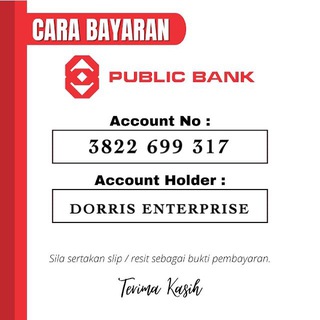 CARA BAYARAN
PUBLIC BANK
Account No :
3822 699 317
Account Holder :
DORRIS ENTERPRISE
Sila sertakan slip / resit sebagai bukti pembayaran.
Terima Kasih